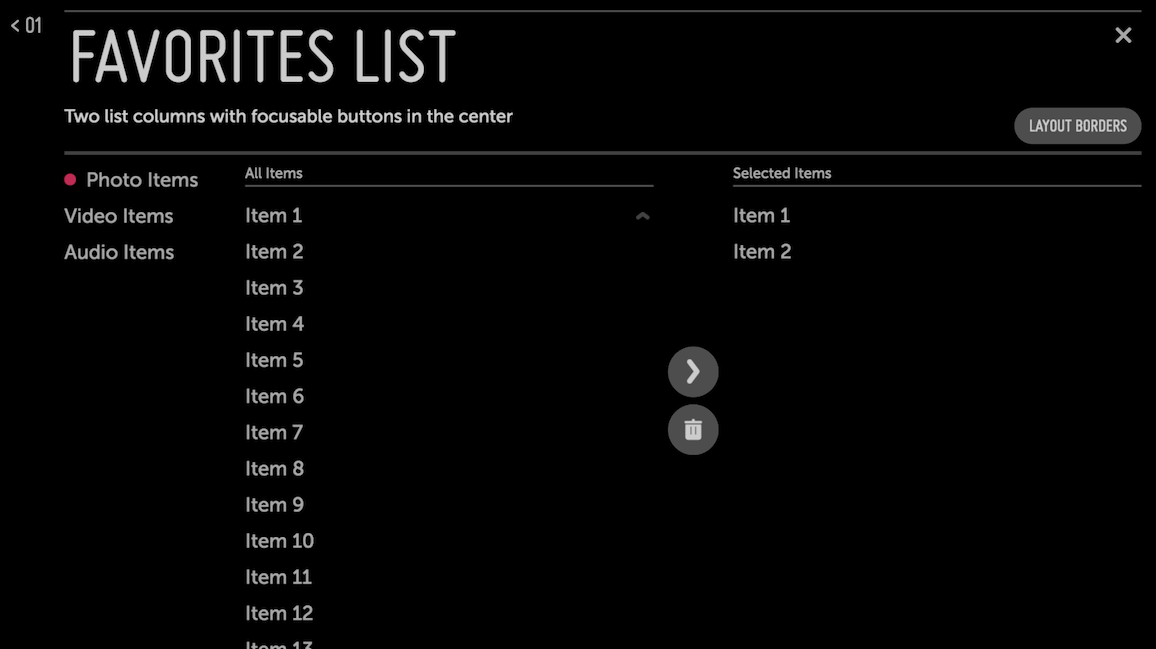 < 01
FAVORITES LIST
Two list columns with focusable buttons in the center
LAYOUT BORDERS
Photo Items
Video Items
Audio Items
All Items
Item 1
Item 2
Item 3
Item 4
Item 5
Item 6
Item 7
Item 8
Item 9
Item 10
Item 11
Item 12
Item 13
Selected Items
Item 1
Item 2